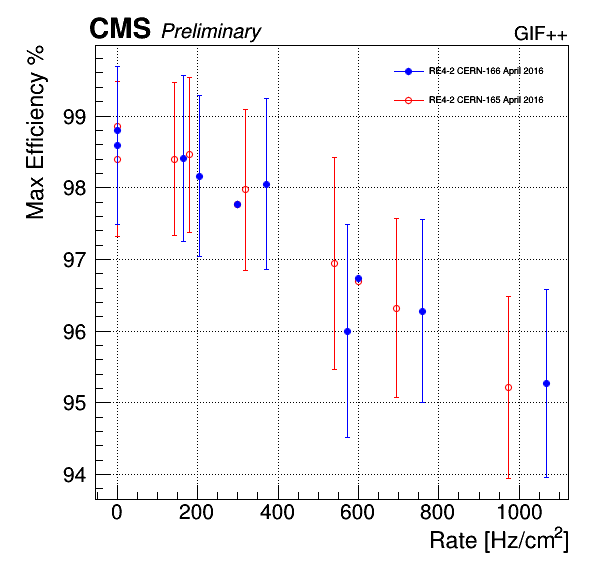 CMS Preliminary GIF++
Max Efficiency %
RE4-2 CERN-166 April 2016
RE4-2 CERN-165 April 2016
99
98
97
96
95
94
0 200 400 600 800 1000
Rate [Hz/cm²]